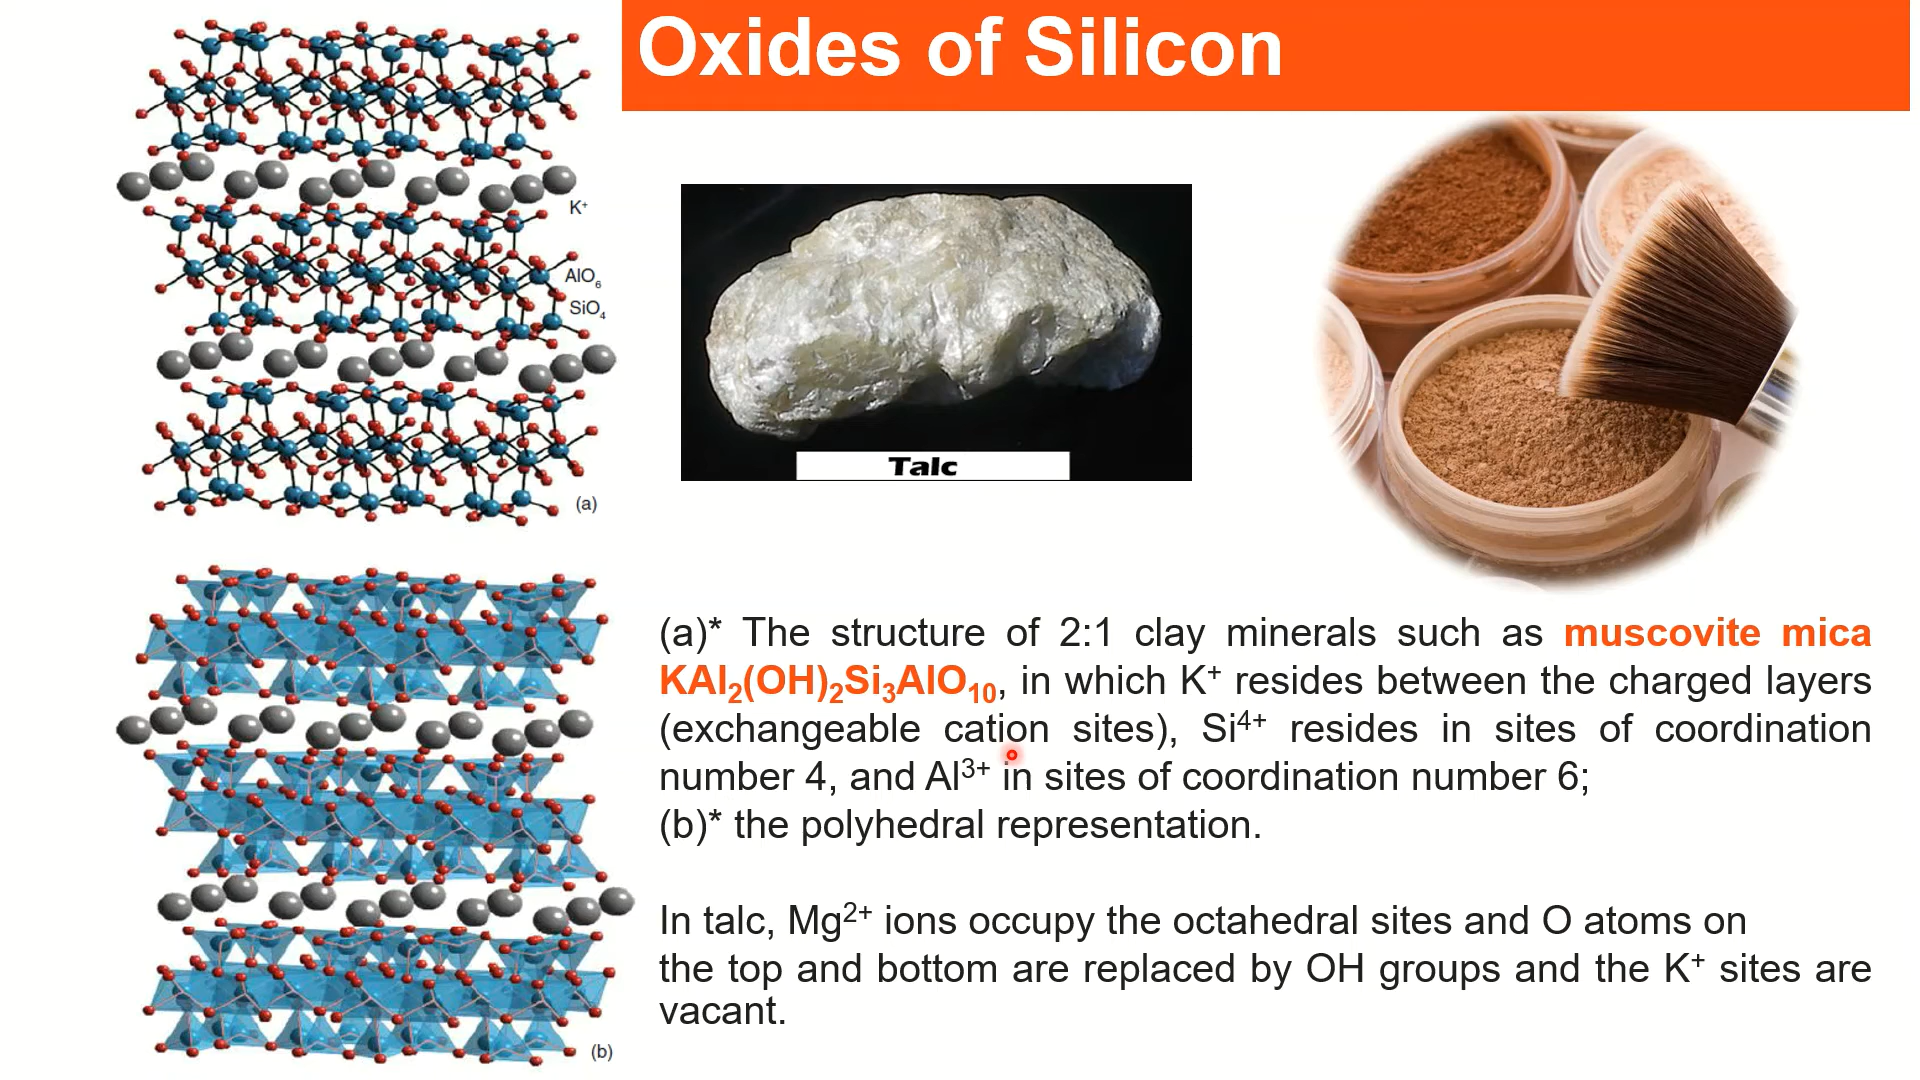 Oxides of Silicon
K⁺
AlO₆
SiO₄
(a)
Talc
(a)* The structure of 2:1 clay minerals such as muscovite mica
KAl₂(OH)₂Si₃AlO₁₀, in which K⁺ resides between the charged layers
(exchangeable cation sites), Si⁴⁺ resides in sites of coordination
number 4, and Al³⁺ in sites of coordination number 6;
(b)* the polyhedral representation.
In talc, Mg²⁺ ions occupy the octahedral sites and O atoms on
the top and bottom are replaced by OH groups and the K⁺ sites are
vacant.
(b)